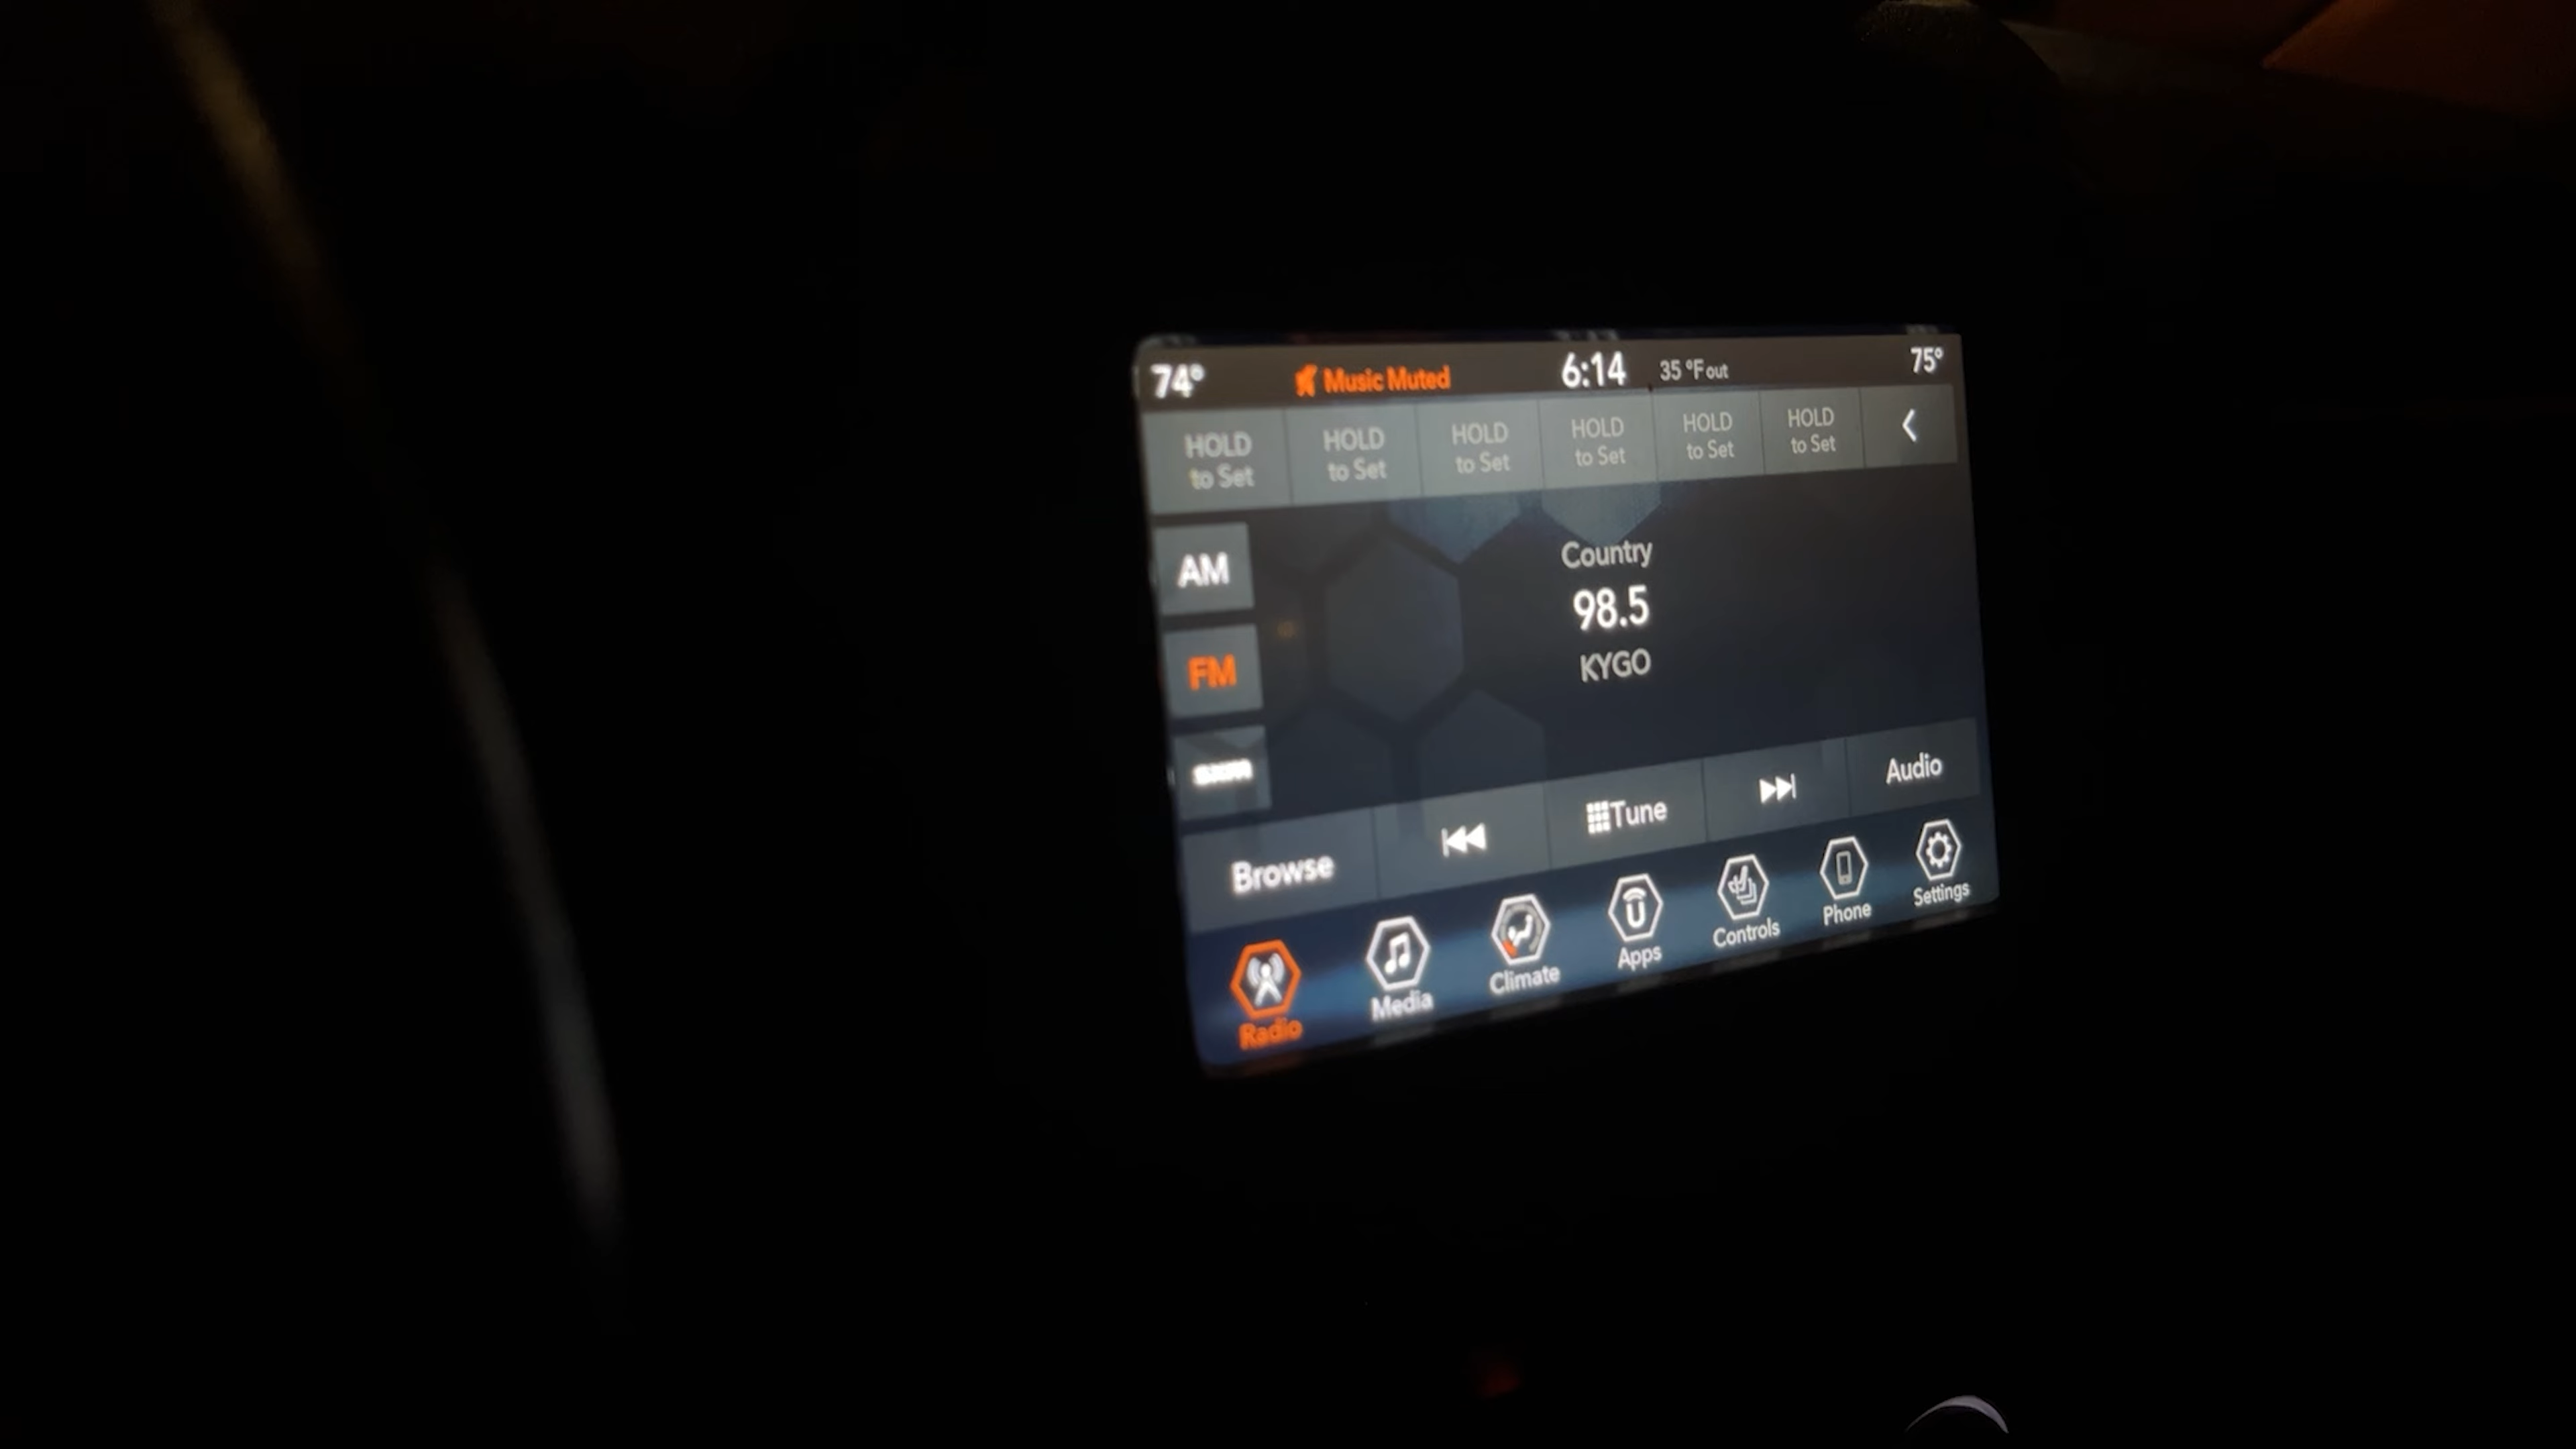 74° Music Muted 6:14 35 °F out 75°
HOLD to Set
HOLD to Set
HOLD to Set
HOLD to Set
HOLD to Set
HOLD to Set
AM
Country
98.5
FM
KYGO
sxm
Browse
Tune
Audio
Radio
Media
Climate
Apps
Controls
Phone
Settings